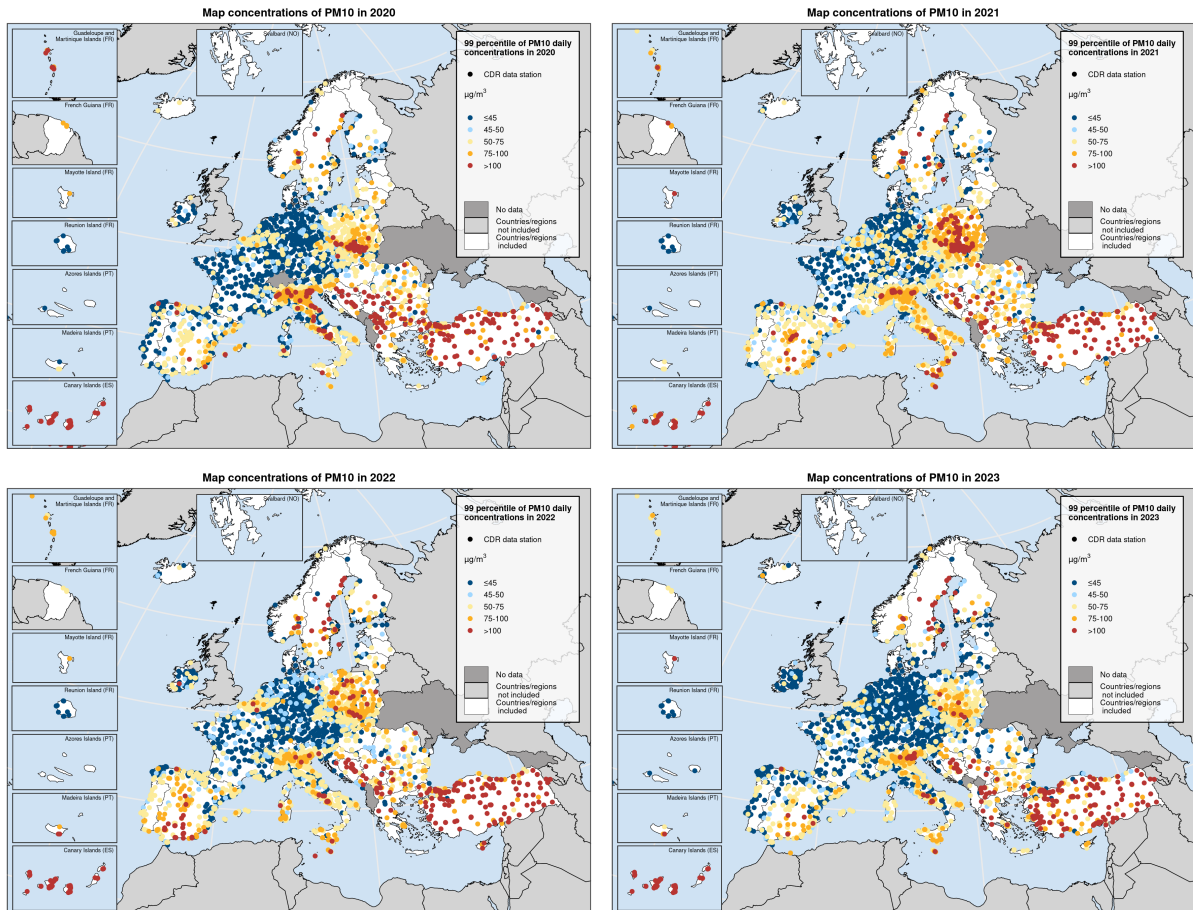 Map concentrations of PM10 in 2020
Guadeloupe and
Martinique Islands (FR)
Svalbard (NO)
French Guiana (FR)
Mayotte Island (FR)
Reunion Island (FR)
Azores Islands (PT)
Madeira Islands (PT)
Canary Islands (ES)
99 percentile of PM10 daily
concentrations in 2020
CDR data station
µg/m³
≤45
45-50
50-75
75-100
>100
No data
Countries/regions
not included
Countries/regions
included
Map concentrations of PM10 in 2021
Guadeloupe and
Martinique Islands (FR)
Svalbard (NO)
French Guiana (FR)
Mayotte Island (FR)
Reunion Island (FR)
Azores Islands (PT)
Madeira Islands (PT)
Canary Islands (ES)
99 percentile of PM10 daily
concentrations in 2021
CDR data station
µg/m³
≤45
45-50
50-75
75-100
>100
No data
Countries/regions
not included
Countries/regions
included
Map concentrations of PM10 in 2022
Guadeloupe and
Martinique Islands (FR)
Svalbard (NO)
French Guiana (FR)
Mayotte Island (FR)
Reunion Island (FR)
Azores Islands (PT)
Madeira Islands (PT)
Canary Islands (ES)
99 percentile of PM10 daily
concentrations in 2022
CDR data station
µg/m³
≤45
45-50
50-75
75-100
>100
No data
Countries/regions
not included
Countries/regions
included
Map concentrations of PM10 in 2023
Guadeloupe and
Martinique Islands (FR)
Svalbard (NO)
French Guiana (FR)
Mayotte Island (FR)
Reunion Island (FR)
Azores Islands (PT)
Madeira Islands (PT)
Canary Islands (ES)
99 percentile of PM10 daily
concentrations in 2023
CDR data station
µg/m³
≤45
45-50
50-75
75-100
>100
No data
Countries/regions
not included
Countries/regions
included